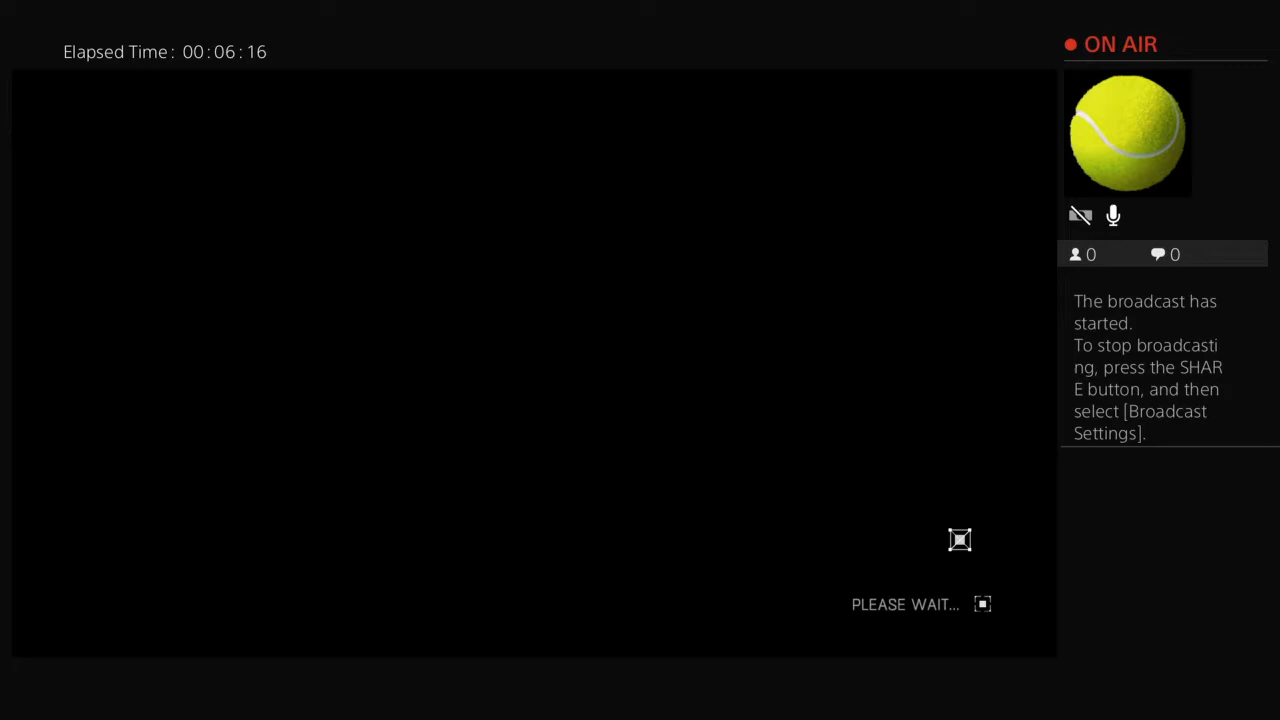 Elapsed Time: 00:06:16
ON AIR
0 0
The broadcast has
started.
To stop broadcasti
ng, press the SHAR
E button, and then
select [Broadcast
Settings].
PLEASE WAIT...